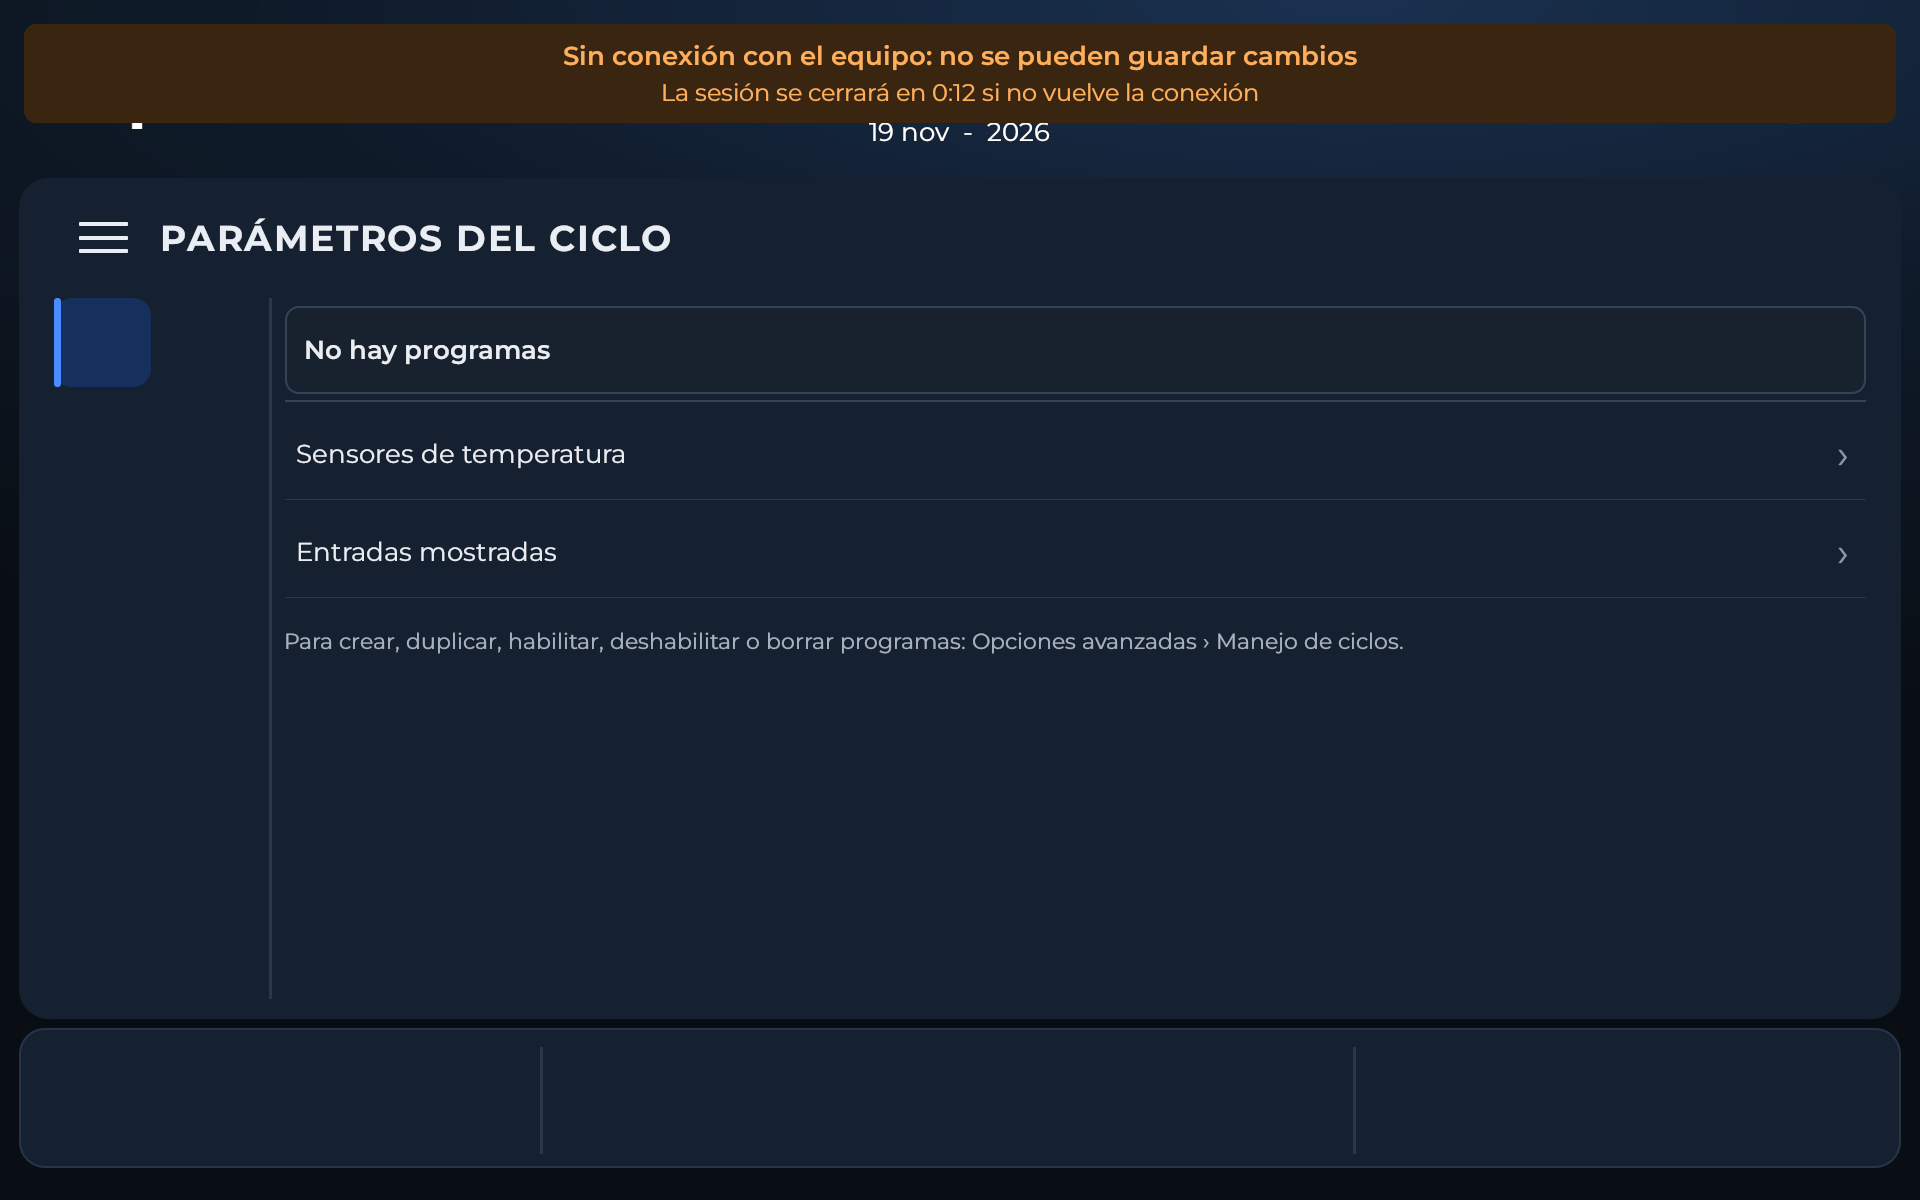 Sin conexión con el equipo: no se pueden guardar cambios
La sesión se cerrará en 0:12 si no vuelve la conexión
19 nov - 2026
PARÁMETROS DEL CICLO
No hay programas
Sensores de temperatura
Entradas mostradas
Para crear, duplicar, habilitar, deshabilitar o borrar programas: Opciones avanzadas › Manejo de ciclos.